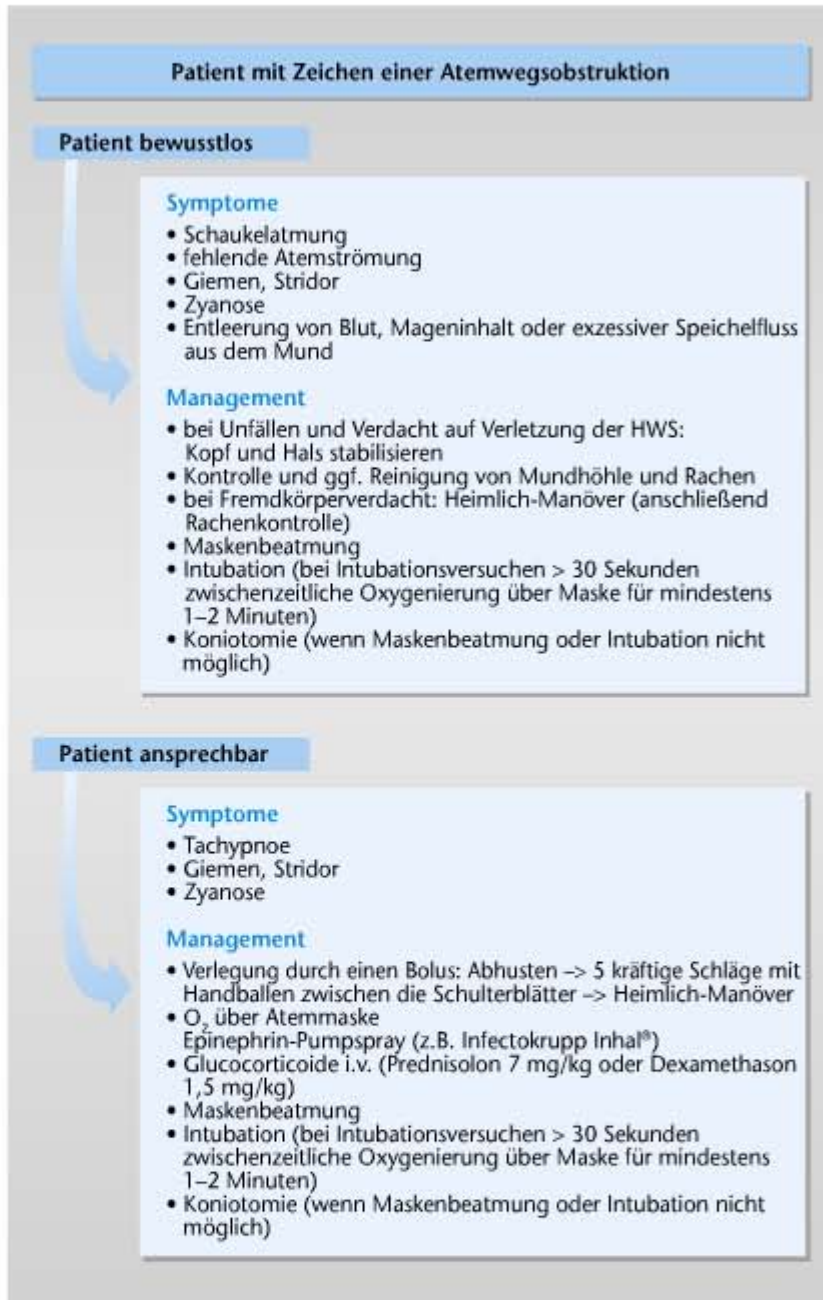 Patient mit Zeichen einer Atemwegsobstruktion
Patient bewusstlos
Symptome
• Schaukelatmung
• fehlende Atemströmung
• Giemen, Stridor
• Zyanose
• Entleerung von Blut, Mageninhalt oder exzessiver Speichelfluss
aus dem Mund
Management
• bei Unfällen und Verdacht auf Verletzung der HWS:
Kopf und Hals stabilisieren
• Kontrolle und ggf. Reinigung von Mundhöhle und Rachen
• bei Fremdkörperverdacht: Heimlich-Manöver (anschließend
Rachenkontrolle)
• Maskenbeatmung
• Intubation (bei Intubationsversuchen > 30 Sekunden
zwischenzeitliche Oxygenierung über Maske für mindestens
1–2 Minuten)
• Koniotomie (wenn Maskenbeatmung oder Intubation nicht
möglich)
Patient ansprechbar
Symptome
• Tachypnoe
• Giemen, Stridor
• Zyanose
Management
• Verlegung durch einen Bolus: Abhusten –> 5 kräftige Schläge mit
Handballen zwischen die Schulterblätter –> Heimlich-Manöver
• O₂ über Atemmaske
Epinephrin-Pumpspray (z.B. Infectokrupp Inhal®)
• Glucocorticoide i.v. (Prednisolon 7 mg/kg oder Dexamethason
1,5 mg/kg)
• Maskenbeatmung
• Intubation (bei Intubationsversuchen > 30 Sekunden
zwischenzeitliche Oxygenierung über Maske für mindestens
1–2 Minuten)
• Koniotomie (wenn Maskenbeatmung oder Intubation nicht
möglich)